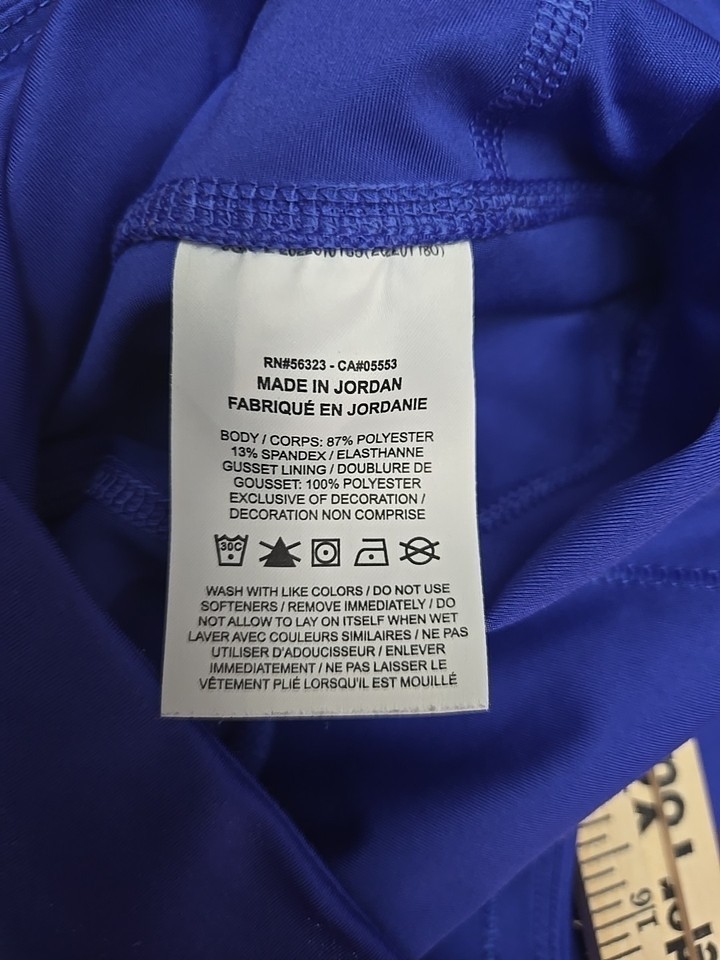 RN#56323 - CA#05553
MADE IN JORDAN
FABRIQUÉ EN JORDANIE
BODY / CORPS: 87% POLYESTER
13% SPANDEX / ELASTHANNE
GUSSET LINING / DOUBLURE DE
GOUSSET: 100% POLYESTER
EXCLUSIVE OF DECORATION /
DECORATION NON COMPRISE
30C
WASH WITH LIKE COLORS / DO NOT USE
SOFTENERS / REMOVE IMMEDIATELY / DO
NOT ALLOW TO LAY ON ITSELF WHEN WET
LAVER AVEC COULEURS SIMILAIRES / NE PAS
UTILISER D'ADOUCISSEUR / ENLEVER
IMMEDIATEMENT / NE PAS LAISSER LE
VÊTEMENT PLIÉ LORSQU'IL EST MOUILLÉ
16